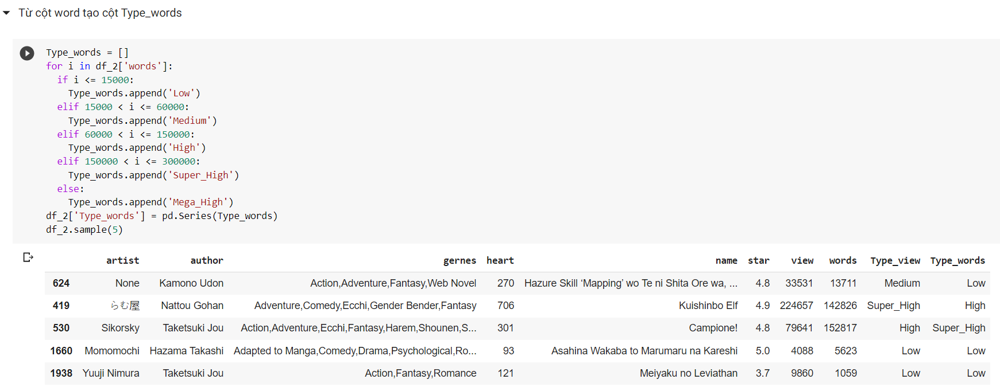 Từ cột word tạo cột Type_words
Type_words = []
for i in df_2['words']:
  if i <= 15000:
    Type_words.append('Low')
  elif 15000 < i <= 60000:
    Type_words.append('Medium')
  elif 60000 < i <= 150000:
    Type_words.append('High')
  elif 150000 < i <= 300000:
    Type_words.append('Super_High')
  else:
    Type_words.append('Mega_High')
df_2['Type_words'] = pd.Series(Type_words)
df_2.sample(5)
artist author gernes heart name star view words Type_view Type_words
624 None Kamono Udon Action,Adventure,Fantasy,Web Novel 270 Hazure Skill ‘Mapping’ wo Te ni Shita Ore wa, ... 4.8 33531 13711 Medium Low
419 らむ屋 Nattou Gohan Adventure,Comedy,Ecchi,Gender Bender,Fantasy 706 Kuishinbo Elf 4.9 224657 142826 Super_High High
530 Sikorsky Taketsuki Jou Action,Adventure,Ecchi,Fantasy,Harem,Shounen,S... 301 Campione! 4.8 79641 152817 High Super_High
1660 Momomochi Hazama Takashi Adapted to Manga,Comedy,Drama,Psychological,Ro... 93 Asahina Wakaba to Marumaru na Kareshi 5.0 4088 5623 Low Low
1938 Yuuji Nimura Taketsuki Jou Action,Fantasy,Romance 121 Meiyaku no Leviathan 3.7 9860 1059 Low Low